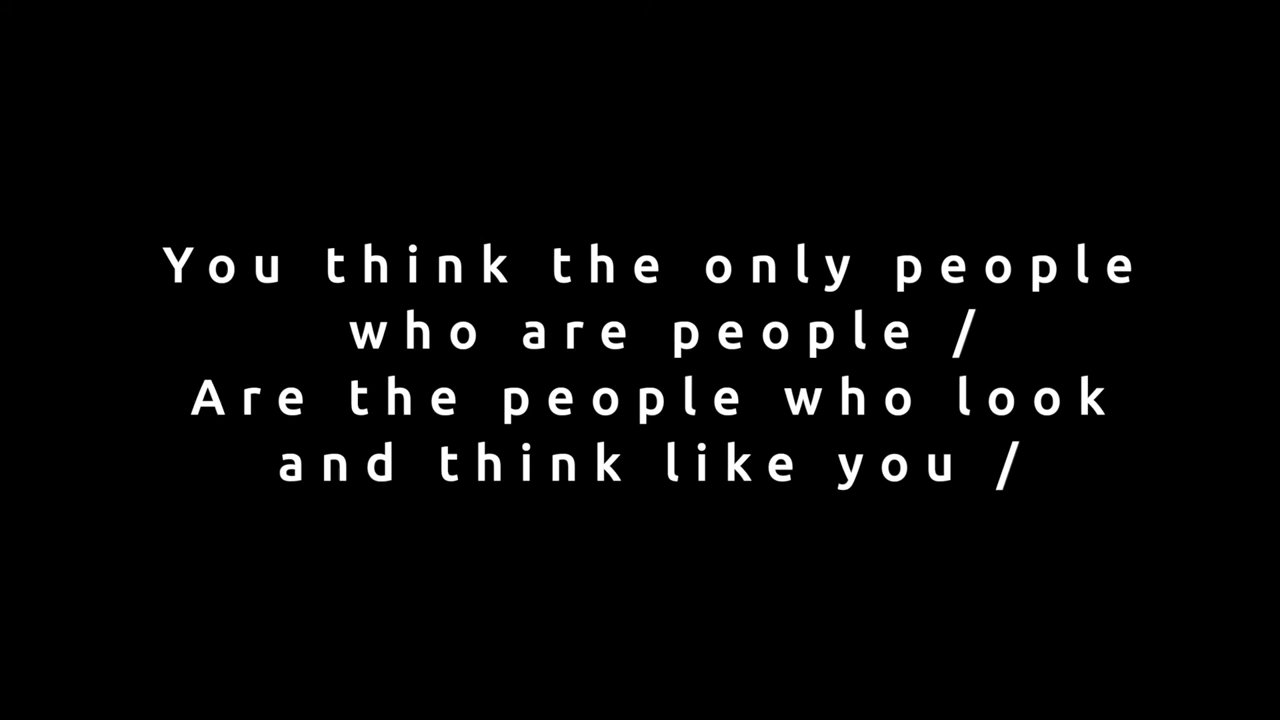 You think the only people
who are people /
Are the people who look
and think like you /